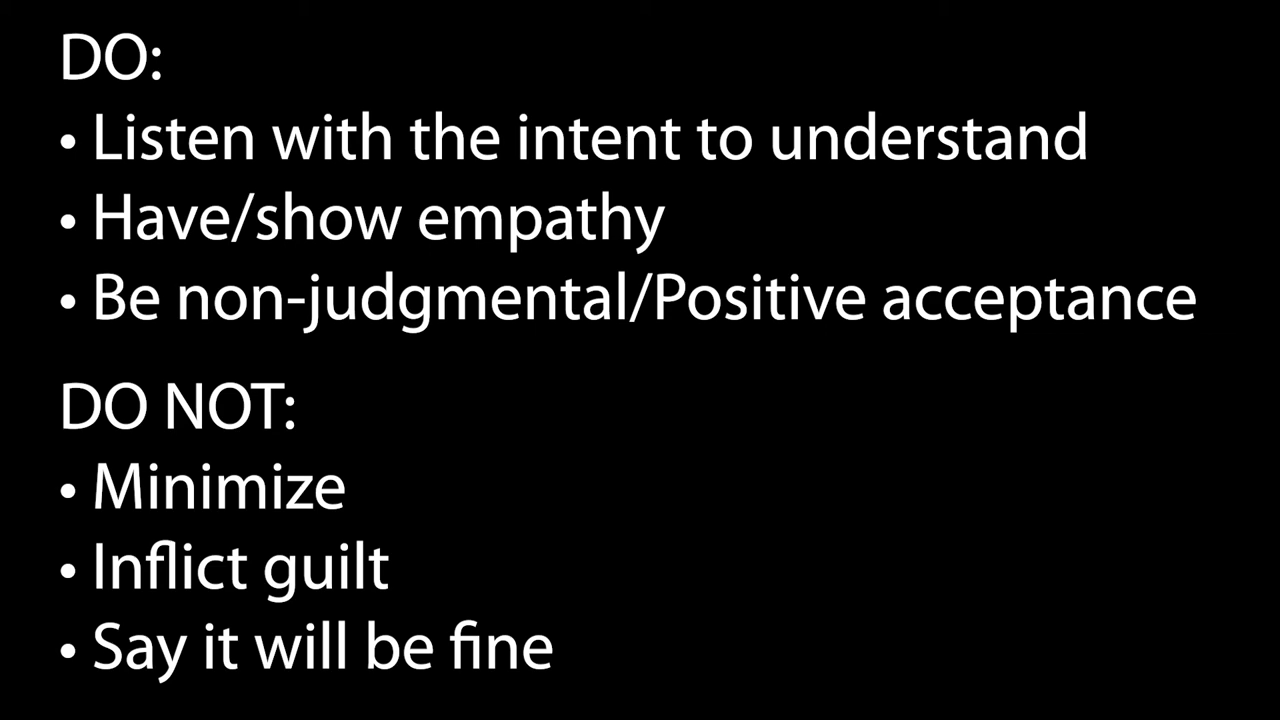 DO:
• Listen with the intent to understand
• Have/show empathy
• Be non-judgmental/Positive acceptance
DO NOT:
• Minimize
• Inflict guilt
• Say it will be fine